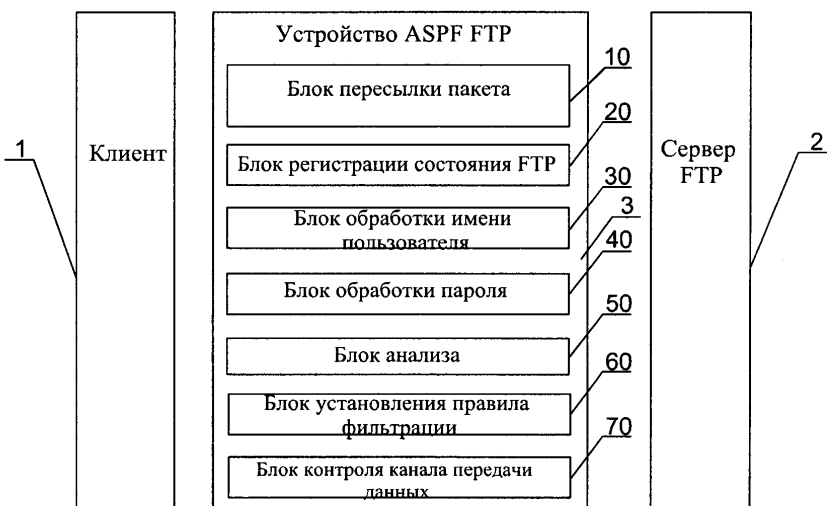 Устройство ASPF FTP
10
Блок пересылки пакета
20
1
Клиент
Блок регистрации состояния FTP
Сервер
FTP
2
30
Блок обработки имени
пользователя
3
40
Блок обработки пароля
50
Блок анализа
60
Блок установления правила
фильтрации
70
Блок контроля канала передачи
данных